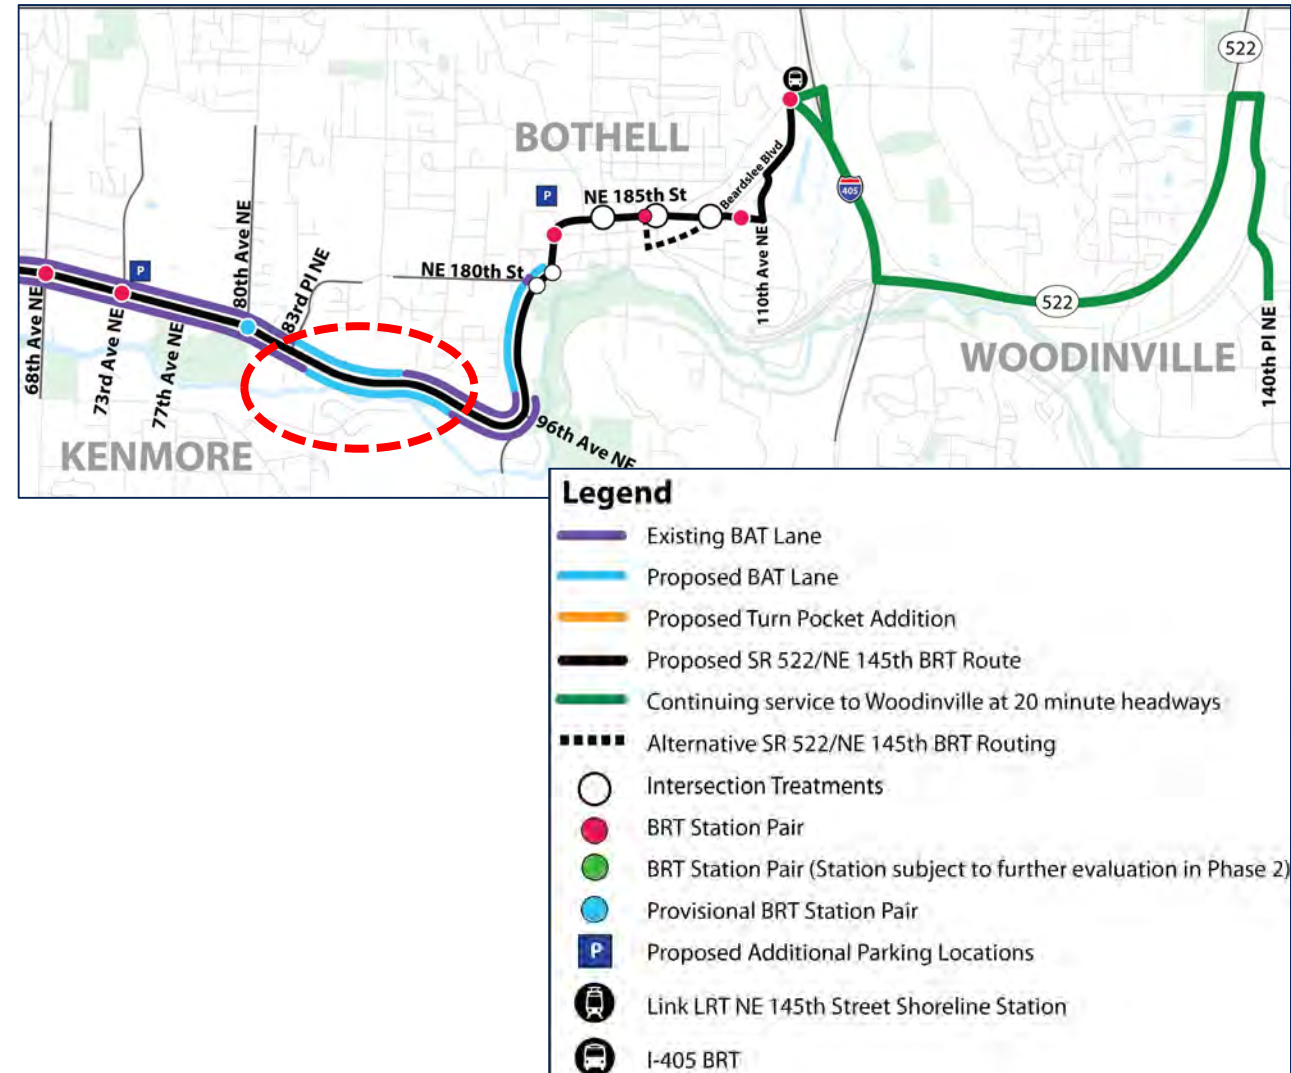 522
BOTHELL
Beardslee Blvd
405
P
NE 185th St
NE 180th St
110th Ave NE
P
80th Ave NE
83rd Pl NE
522
WOODINVILLE
68th Ave NE
73rd Ave NE
77th Ave NE
140th Pl NE
96th Ave NE
KENMORE
Legend
Existing BAT Lane
Proposed BAT Lane
Proposed Turn Pocket Addition
Proposed SR 522/NE 145th BRT Route
Continuing service to Woodinville at 20 minute headways
Alternative SR 522/NE 145th BRT Routing
Intersection Treatments
BRT Station Pair
BRT Station Pair (Station subject to further evaluation in Phase 2)
Provisional BRT Station Pair
P
Proposed Additional Parking Locations
Link LRT NE 145th Street Shoreline Station
I-405 BRT